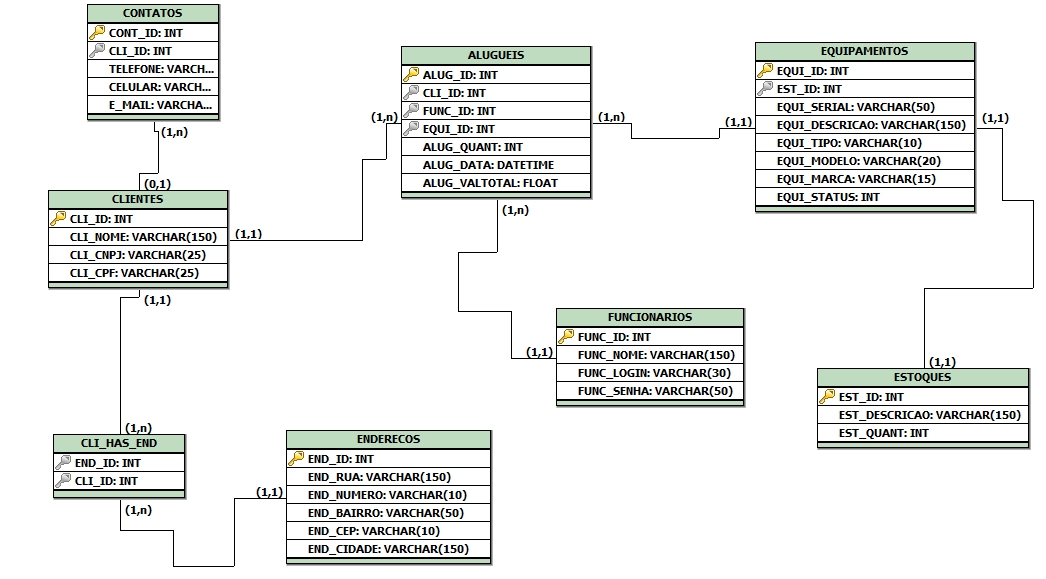 CONTATOS
CONT_ID: INT
CLI_ID: INT
TELEFONE: VARCH...
CELULAR: VARCH...
E_MAIL: VARCHA...
(1,n)
(0,1)
CLIENTES
CLI_ID: INT
CLI_NOME: VARCHAR(150)
CLI_CNPJ: VARCHAR(25)
CLI_CPF: VARCHAR(25)
(1,1)
(1,1)
(1,n)
ALUGUEIS
ALUG_ID: INT
CLI_ID: INT
FUNC_ID: INT
EQUI_ID: INT
ALUG_QUANT: INT
ALUG_DATA: DATETIME
ALUG_VALTOTAL: FLOAT
(1,n)
(1,n)
(1,1)
EQUIPAMENTOS
EQUI_ID: INT
EST_ID: INT
EQUI_SERIAL: VARCHAR(50)
EQUI_DESCRICAO: VARCHAR(150)
EQUI_TIPO: VARCHAR(10)
EQUI_MODELO: VARCHAR(20)
EQUI_MARCA: VARCHAR(15)
EQUI_STATUS: INT
(1,1)
(1,1)
FUNCIONARIOS
FUNC_ID: INT
FUNC_NOME: VARCHAR(150)
FUNC_LOGIN: VARCHAR(30)
FUNC_SENHA: VARCHAR(50)
(1,1)
ESTOQUES
EST_ID: INT
EST_DESCRICAO: VARCHAR(150)
EST_QUANT: INT
(1,n)
CLI_HAS_END
END_ID: INT
CLI_ID: INT
(1,n)
(1,1)
ENDERECOS
END_ID: INT
END_RUA: VARCHAR(150)
END_NUMERO: VARCHAR(10)
END_BAIRRO: VARCHAR(50)
END_CEP: VARCHAR(10)
END_CIDADE: VARCHAR(150)